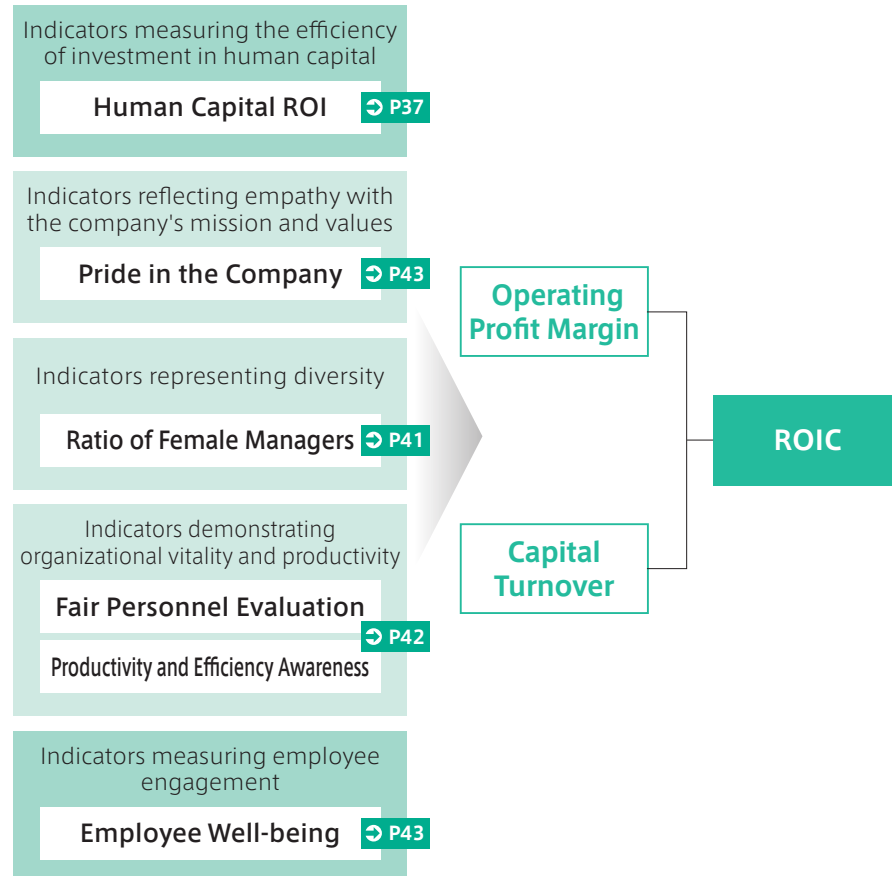 Indicators measuring the efficiency
of investment in human capital
Human Capital ROI
➲ P37
Indicators reflecting empathy with
the company's mission and values
Pride in the Company
➲ P43
Indicators representing diversity
Ratio of Female Managers
➲ P41
Indicators demonstrating
organizational vitality and productivity
Fair Personnel Evaluation
➲ P42
Productivity and Efficiency Awareness
Indicators measuring employee
engagement
Employee Well-being
➲ P43
Operating
Profit Margin
Capital
Turnover
ROIC